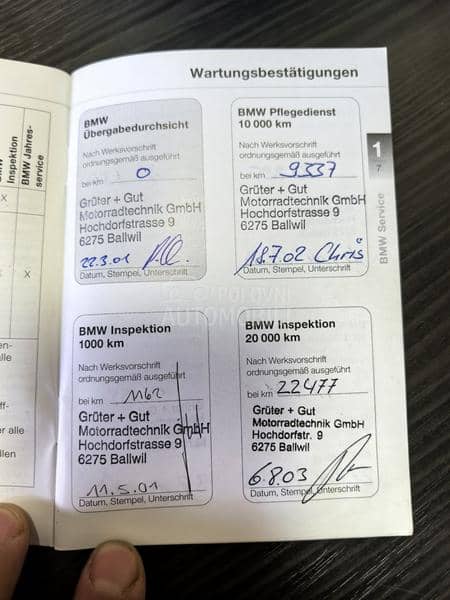 Wartungsbestätigungen
Inspektion
BMW Jahres-
service
X
X
BMW
Übergabedurchsicht
Nach Werksvorschrift
ordnungsgemäß ausgeführt
bei km 0
Grüter + Gut
Motorradtechnik GmbH
Hochdorfstrasse 9
6275 Ballwil
22.3.01
Datum, Stempel, Unterschrift
BMW Pflegedienst
10 000 km
Nach Werksvorschrift
ordnungsgemäß ausgeführt
bei km 9337
Grüter + Gut
Motorradtechnik GmbH
Hochdorfstrasse 9
6275 Ballwil
18.7.02 Chris
Datum, Stempel, Unterschrift
1
7
BMW Service
AUTOMOBILI
BMW Inspektion
1000 km
Nach Werksvorschrift
ordnungsgemäß ausgeführt
bei km 1162
Grüter + Gut
Motorradtechnik GmbH
Hochdorfstrasse 9
6275 Ballwil
11.5.01
Datum, Stempel, Unterschrift
BMW Inspektion
20 000 km
Nach Werksvorschrift
ordnungsgemäß ausgeführt
bei km 22477
Grüter + Gut
Motorradtechnik GmbH
Hochdorfstr. 9
6275 Ballwil
6.8.03
Datum, Stempel, Unterschrift